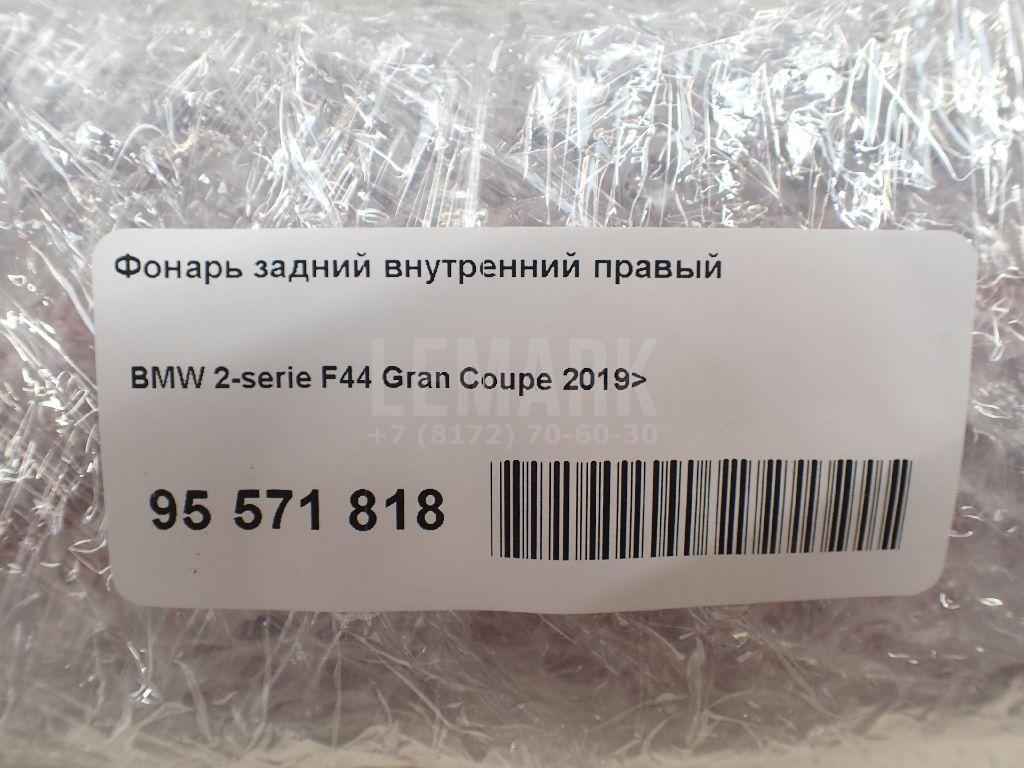 Фонарь задний внутренний правый
BMW 2-serie F44 Gran Coupe 2019>
LEMARK
+7 (8172) 70-60-30
95 571 818